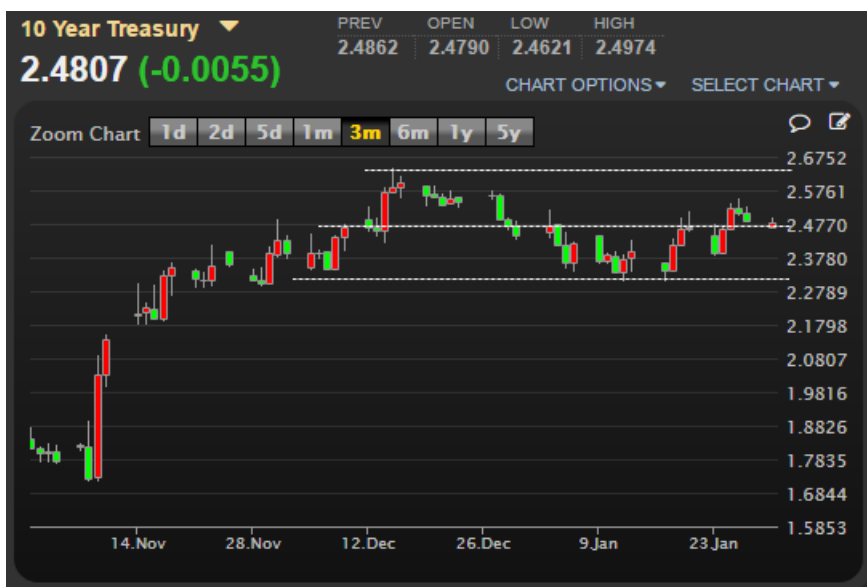 10 Year Treasury
PREV OPEN LOW HIGH
2.4862 2.4790 2.4621 2.4974
2.4807 (-0.0055)
CHART OPTIONS SELECT CHART
Zoom Chart 1d 2d 5d 1m 3m 6m 1y 5y
2.6752
2.5761
2.4770
2.3780
2.2789
2.1798
2.0807
1.9816
1.8826
1.7835
1.6844
1.5853
14.Nov 28.Nov 12.Dec 26.Dec 9.Jan 23.Jan